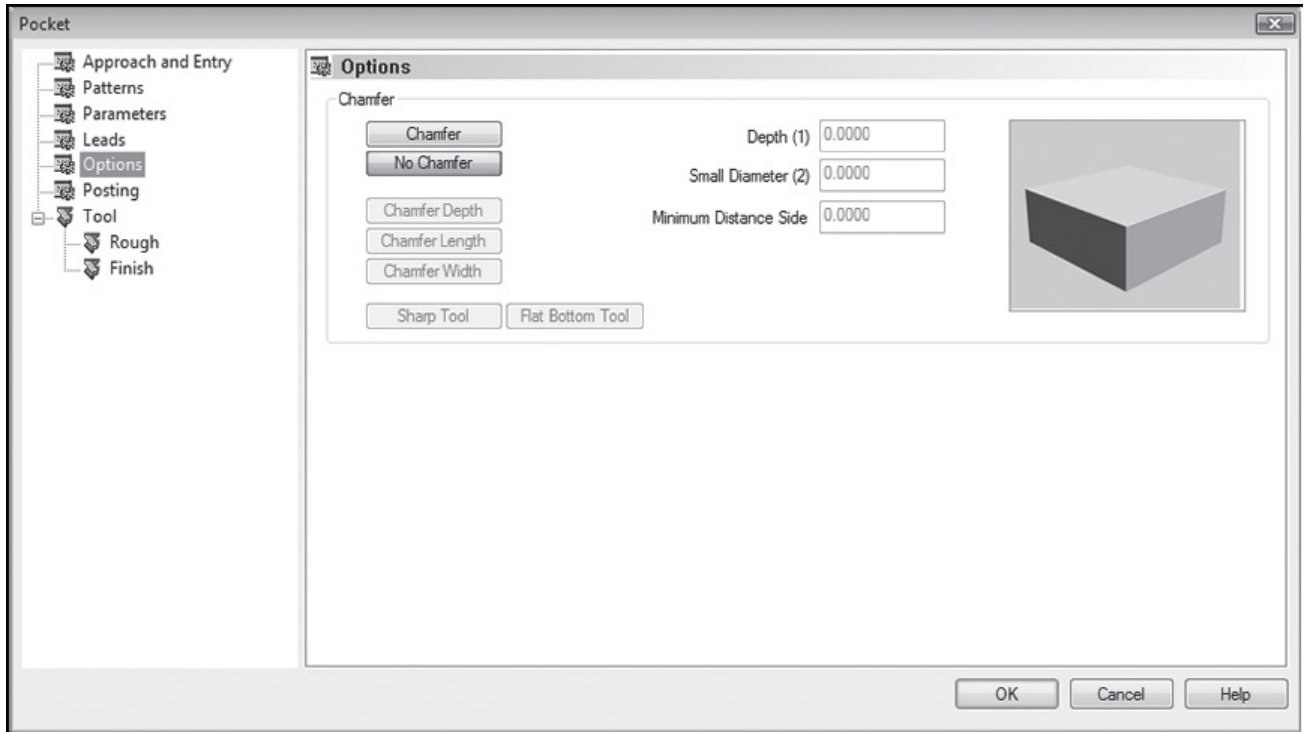 Pocket
Approach and Entry
Patterns
Parameters
Leads
Options
Posting
Tool
Rough
Finish
Options
Chamfer
Chamfer
No Chamfer
Chamfer Depth
Chamfer Length
Chamfer Width
Sharp Tool Flat Bottom Tool
Depth (1) 0.0000
Small Diameter (2) 0.0000
Minimum Distance Side 0.0000
OK Cancel Help